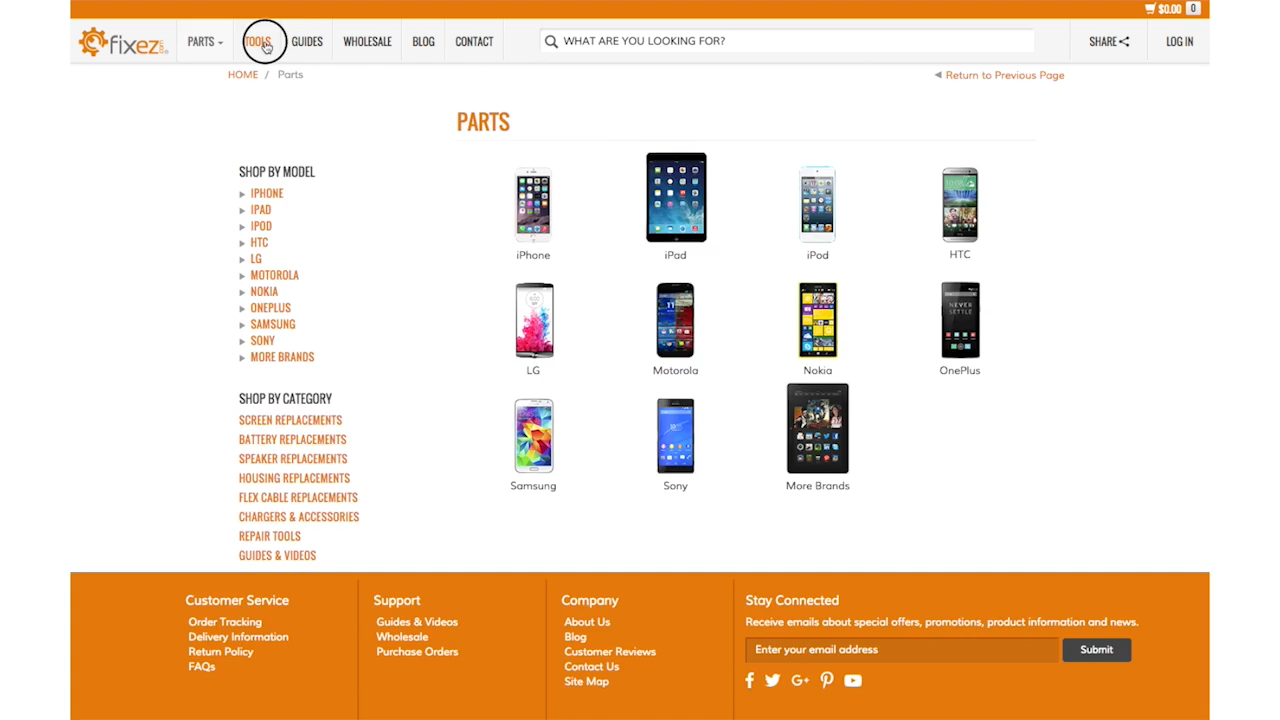 $0.00 0
fixez.com PARTS TOOLS GUIDES WHOLESALE BLOG CONTACT WHAT ARE YOU LOOKING FOR? SHARE LOG IN
HOME / Parts
Return to Previous Page
PARTS
SHOP BY MODEL
IPHONE
IPAD
IPOD
HTC
LG
MOTOROLA
NOKIA
ONEPLUS
SAMSUNG
SONY
MORE BRANDS
SHOP BY CATEGORY
SCREEN REPLACEMENTS
BATTERY REPLACEMENTS
SPEAKER REPLACEMENTS
HOUSING REPLACEMENTS
FLEX CABLE REPLACEMENTS
CHARGERS & ACCESSORIES
REPAIR TOOLS
GUIDES & VIDEOS
iPhone iPad iPod HTC
NEVER
SETTLE
LG Motorola Nokia OnePlus
Samsung Sony More Brands
Customer Service
Order Tracking
Delivery Information
Return Policy
FAQs
Support
Guides & Videos
Wholesale
Purchase Orders
Company
About Us
Blog
Customer Reviews
Contact Us
Site Map
Stay Connected
Receive emails about special offers, promotions, product information and news.
Enter your email address Submit